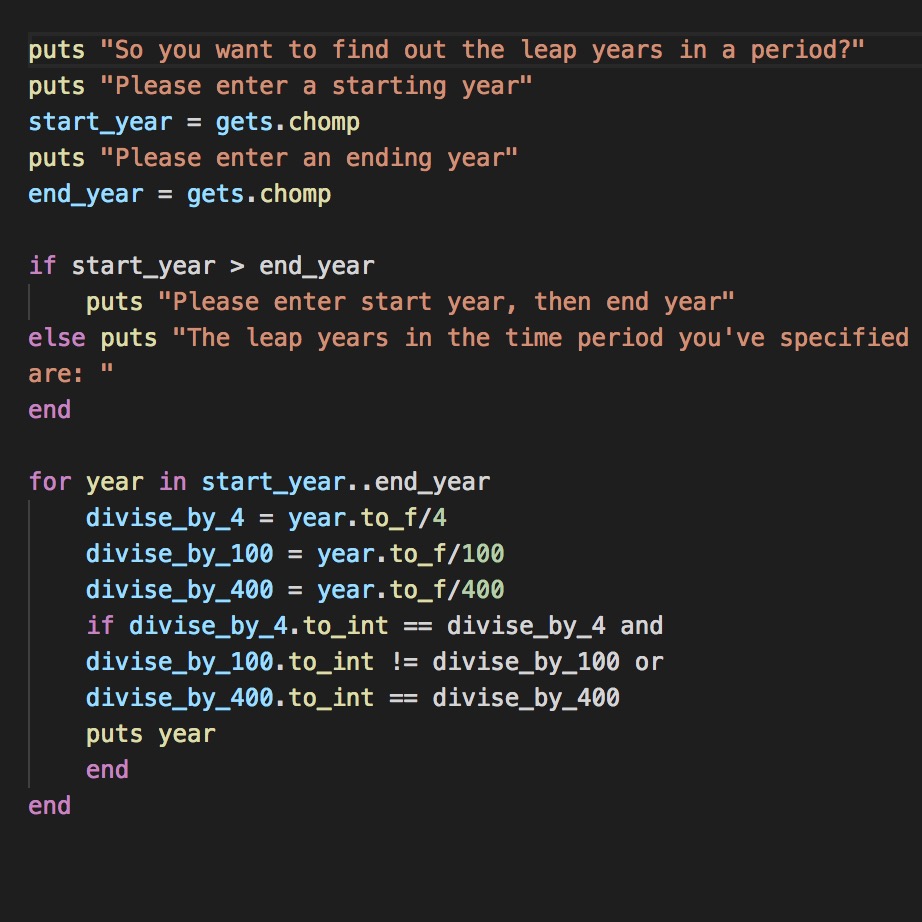 puts "So you want to find out the leap years in a period?"
puts "Please enter a starting year"
start_year = gets.chomp
puts "Please enter an ending year"
end_year = gets.chomp

if start_year > end_year
    puts "Please enter start year, then end year"
else puts "The leap years in the time period you've specified
are: "
end

for year in start_year..end_year
    divise_by_4 = year.to_f/4
    divise_by_100 = year.to_f/100
    divise_by_400 = year.to_f/400
    if divise_by_4.to_int == divise_by_4 and
    divise_by_100.to_int != divise_by_100 or
    divise_by_400.to_int == divise_by_400
    puts year
    end
end